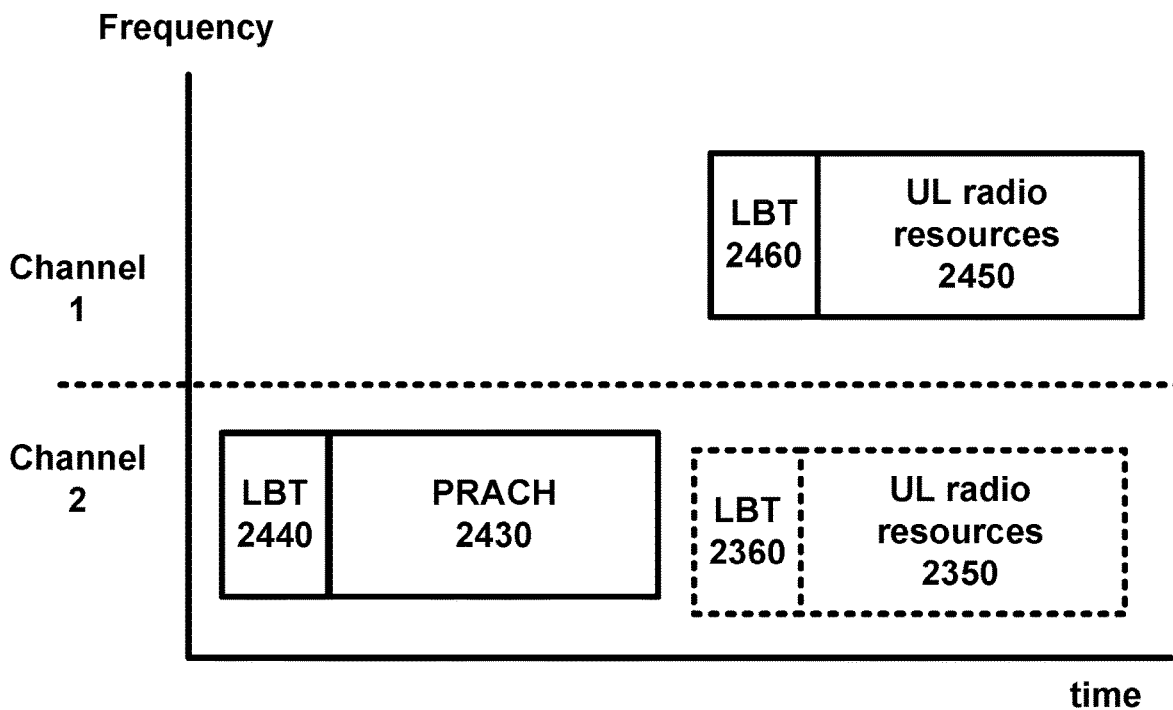 Frequency
Channel
1
LBT
2460
UL radio
resources
2450
Channel
2
LBT
2440
PRACH
2430
LBT
2360
UL radio
resources
2350
time